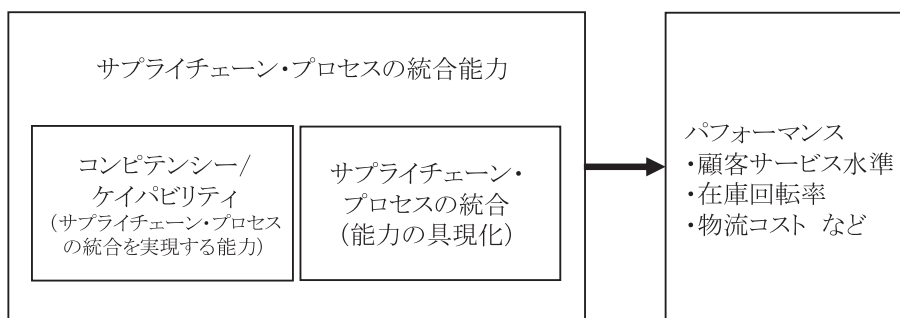 サプライチェーン・プロセスの統合能力
コンピテンシー/
ケイパビリティ
(サプライチェーン・プロセス
の統合を実現する能力)
サプライチェーン・
プロセスの統合
(能力の具現化)
パフォーマンス
・顧客サービス水準
・在庫回転率
・物流コスト など